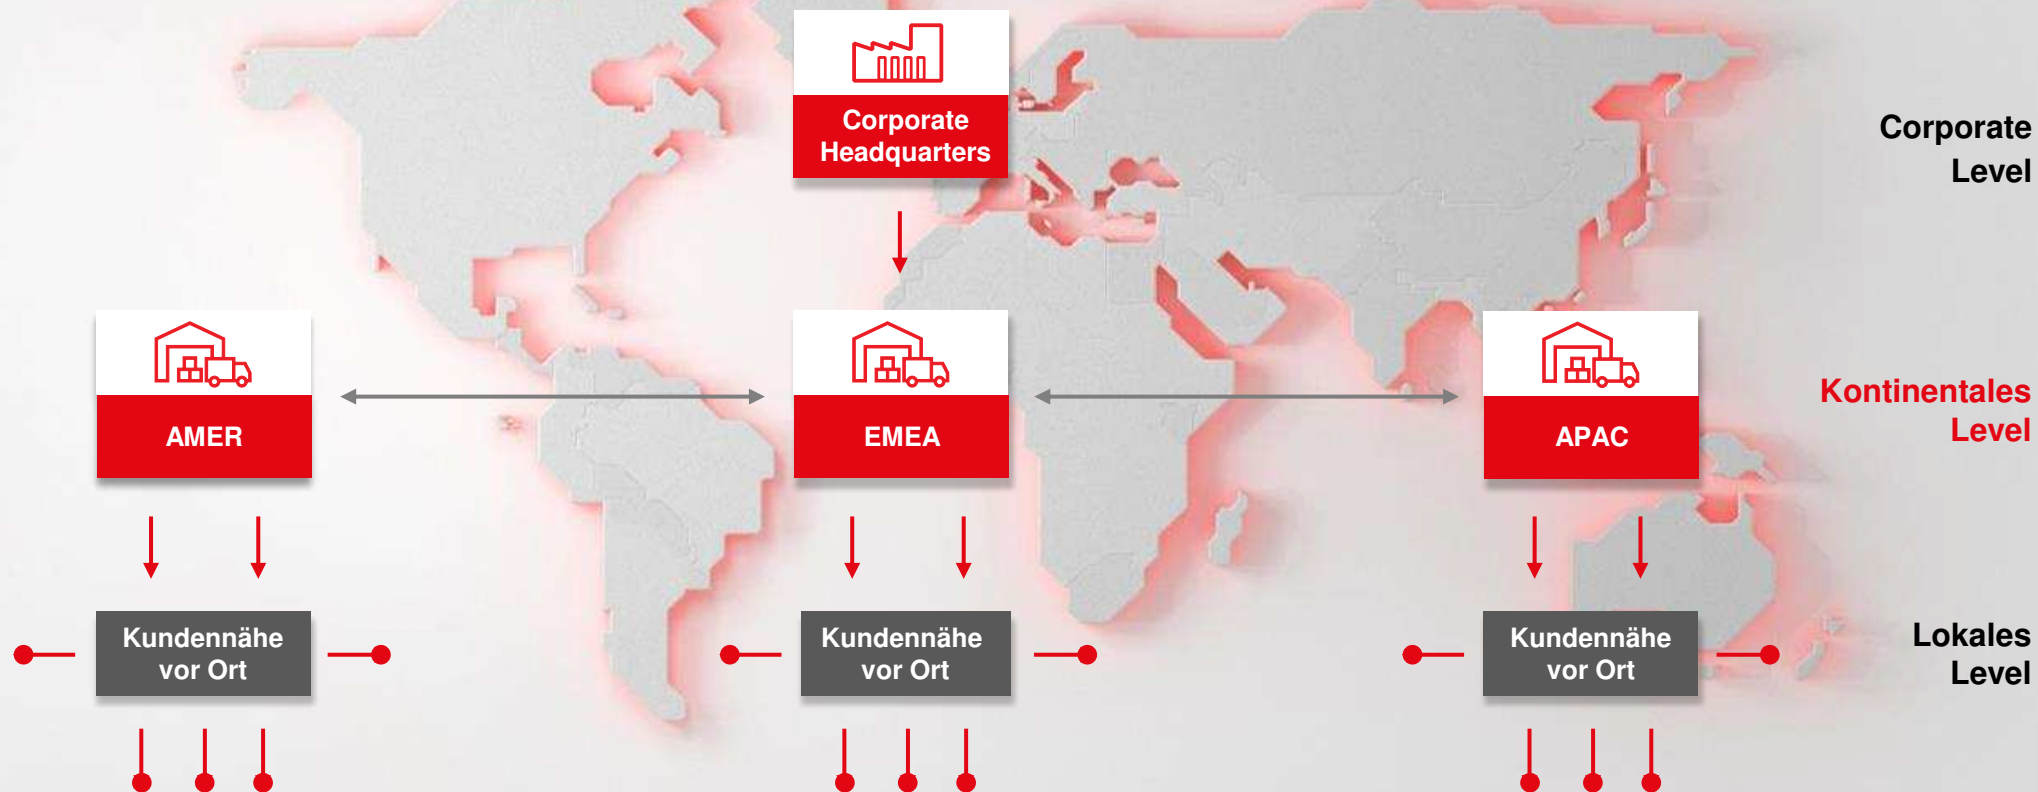 Corporate
Headquarters
Corporate
Level
AMER
EMEA
APAC
Kontinentales
Level
Kundennähe
vor Ort
Kundennähe
vor Ort
Kundennähe
vor Ort
Lokales
Level